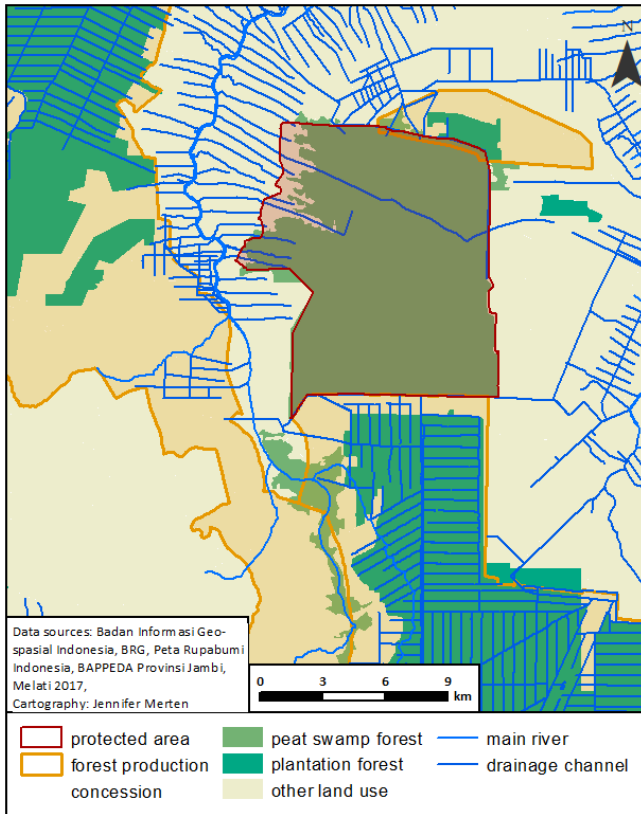 N
Data sources: Badan Informasi Geo-
spasial Indonesia, BRG, Peta Rupabumi
Indonesia, BAPPEDA Provinsi Jambi,
Melati 2017,
Cartography: Jennifer Merten
0 3 6 9
km
protected area
forest production
concession
peat swamp forest
plantation forest
other land use
main river
drainage channel